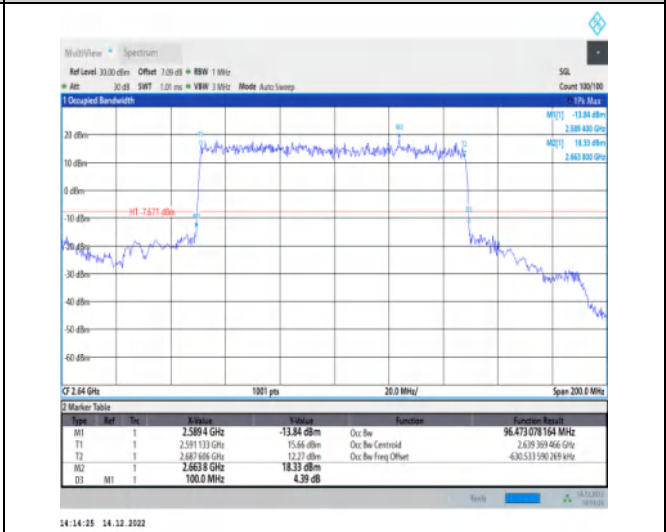 MultiView Spectrum
Ref Level 30.00 dBm Offset 7.09 dB RBW 1 MHz SGL
Att 30 dB SWT 1.01 ms VBW 3 MHz Mode Auto Sweep Count 100/100
1 Occupied Bandwidth 1Pk Max
M1[1] -13.84 dBm
2.589 400 GHz
M2[1] 18.33 dBm
2.663 800 GHz
20 dBm
10 dBm
0 dBm
H1 -7.671 dBm
-10 dBm
-20 dBm
-30 dBm
-40 dBm
-50 dBm
-60 dBm
T1
M2
T2
M1
D3
CF 2.64 GHz 1001 pts 20.0 MHz/ Span 200.0 MHz
2 Marker Table
Type Ref Trc X-Value Y-Value Function Function Result
M1 1 2.589 4 GHz -13.84 dBm Occ Bw 96.473 078 164 MHz
T1 1 2.591 133 GHz 15.66 dBm Occ Bw Centroid 2.639 369 466 GHz
T2 1 2.687 606 GHz 12.27 dBm Occ Bw Freq Offset -630.533 590 269 kHz
M2 1 2.663 8 GHz 18.33 dBm
D3 M1 1 100.0 MHz 4.39 dB
Ready
14:14:25 14.12.2022